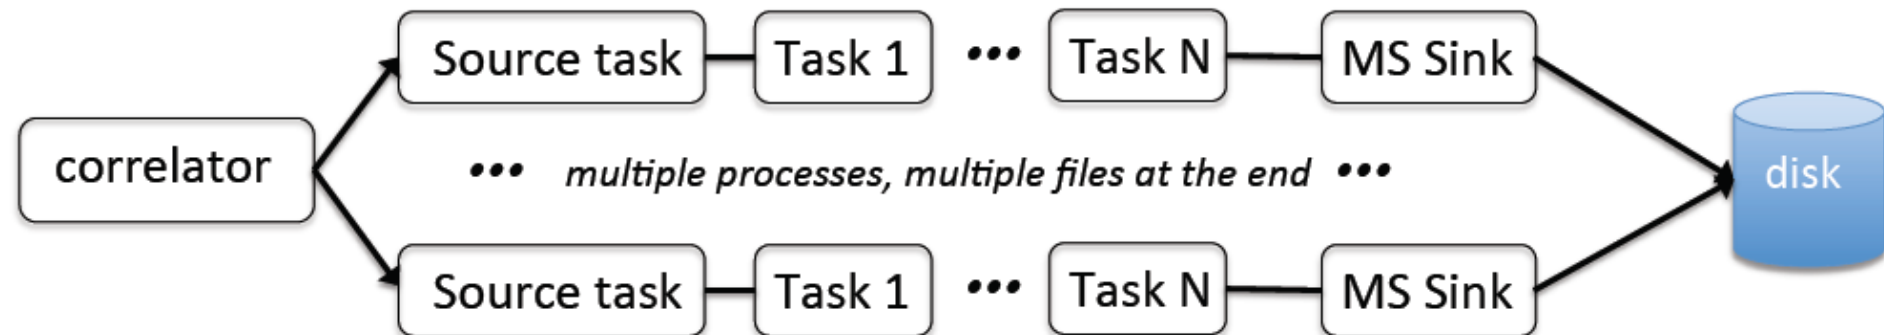 Source task Task 1 ••• Task N MS Sink
correlator ••• multiple processes, multiple files at the end ••• disk
Source task Task 1 ••• Task N MS Sink